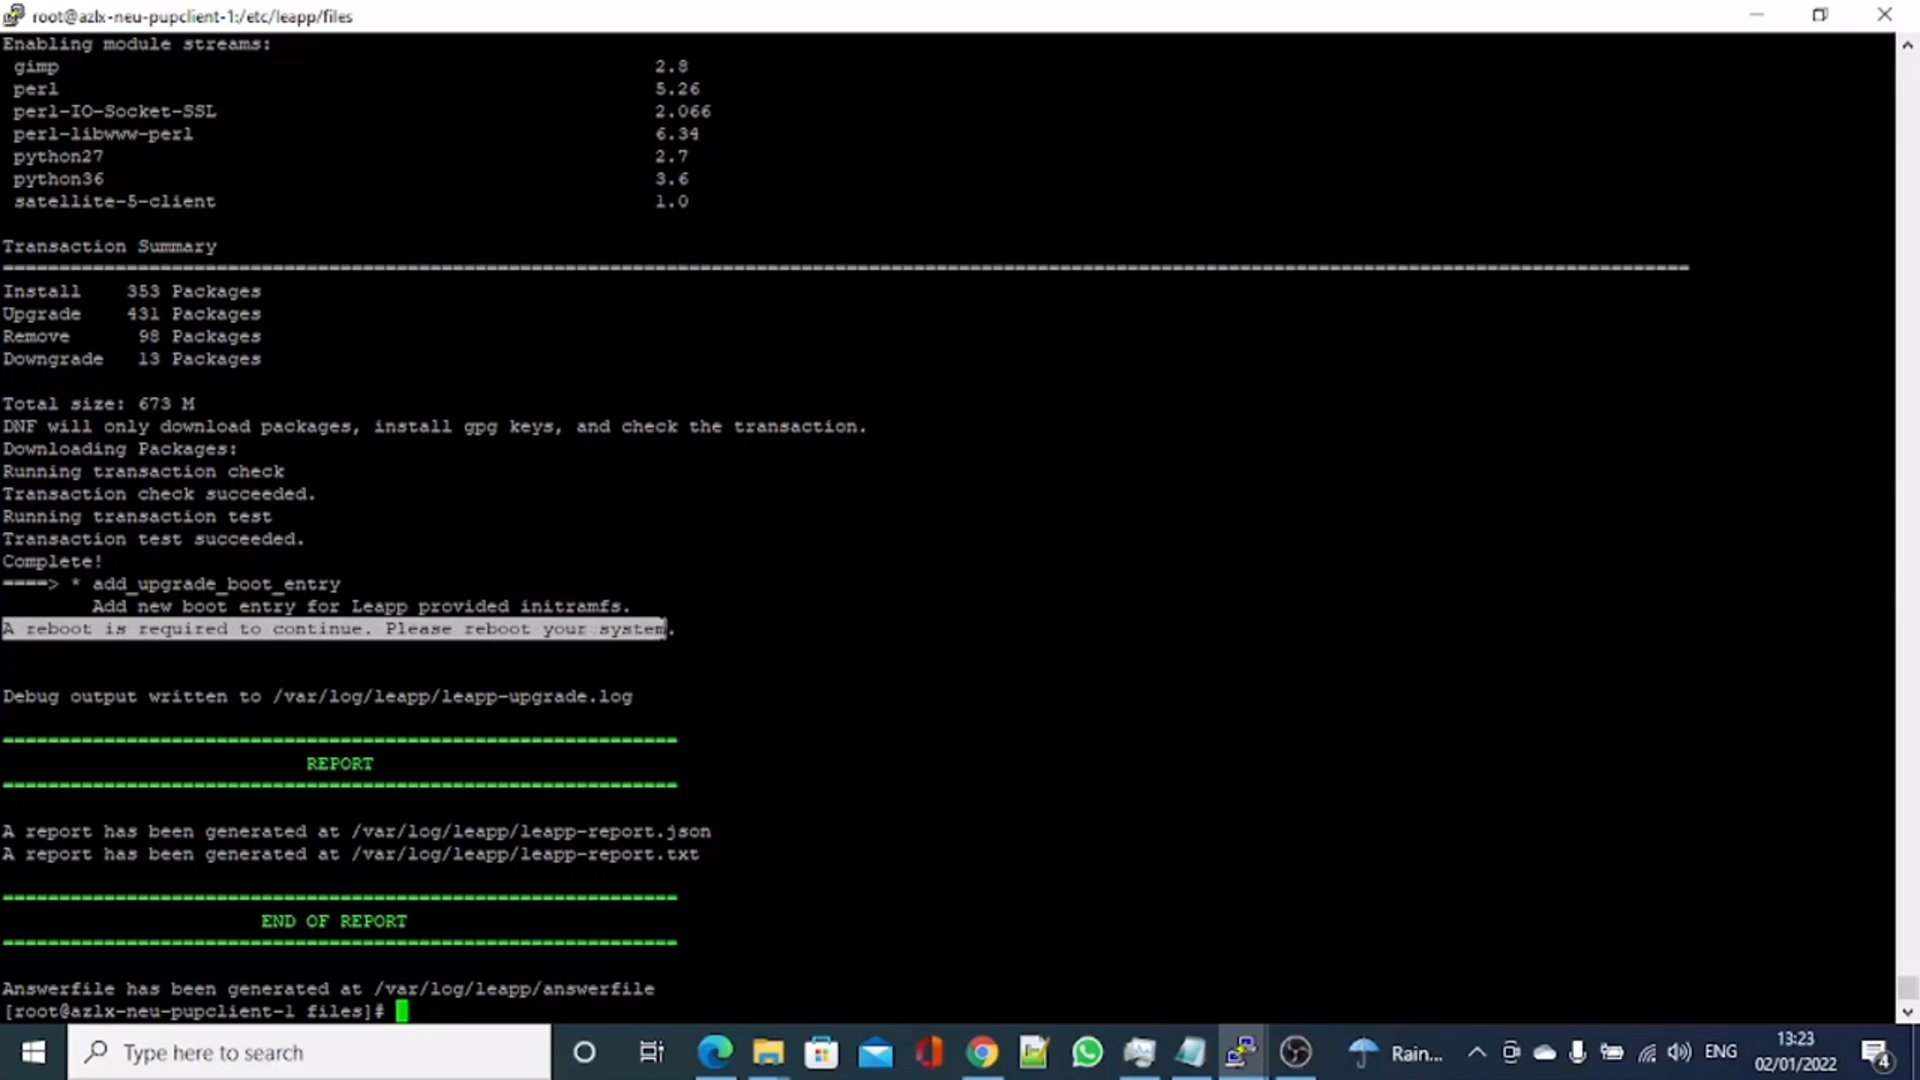 root@azlx-neu-pupclient-1:/etc/leapp/files
Enabling module streams:
gimp 2.8
perl 5.26
perl-IO-Socket-SSL 2.066
perl-libwww-perl 6.34
python27 2.7
python36 3.6
satellite-5-client 1.0
Transaction Summary
================================================================================
Install 353 Packages
Upgrade 431 Packages
Remove 98 Packages
Downgrade 13 Packages
Total size: 673 M
DNF will only download packages, install gpg keys, and check the transaction.
Downloading Packages:
Running transaction check
Transaction check succeeded.
Running transaction test
Transaction test succeeded.
Complete!
====> * add_upgrade_boot_entry
Add new boot entry for Leapp provided initramfs.
A reboot is required to continue. Please reboot your system.
Debug output written to /var/log/leapp/leapp-upgrade.log
============================================================
REPORT
============================================================
A report has been generated at /var/log/leapp/leapp-report.json
A report has been generated at /var/log/leapp/leapp-report.txt
============================================================
END OF REPORT
============================================================
Answerfile has been generated at /var/log/leapp/answerfile
[root@azlx-neu-pupclient-1 files]#
Type here to search
Rain...
ENG
13:23
02/01/2022
4